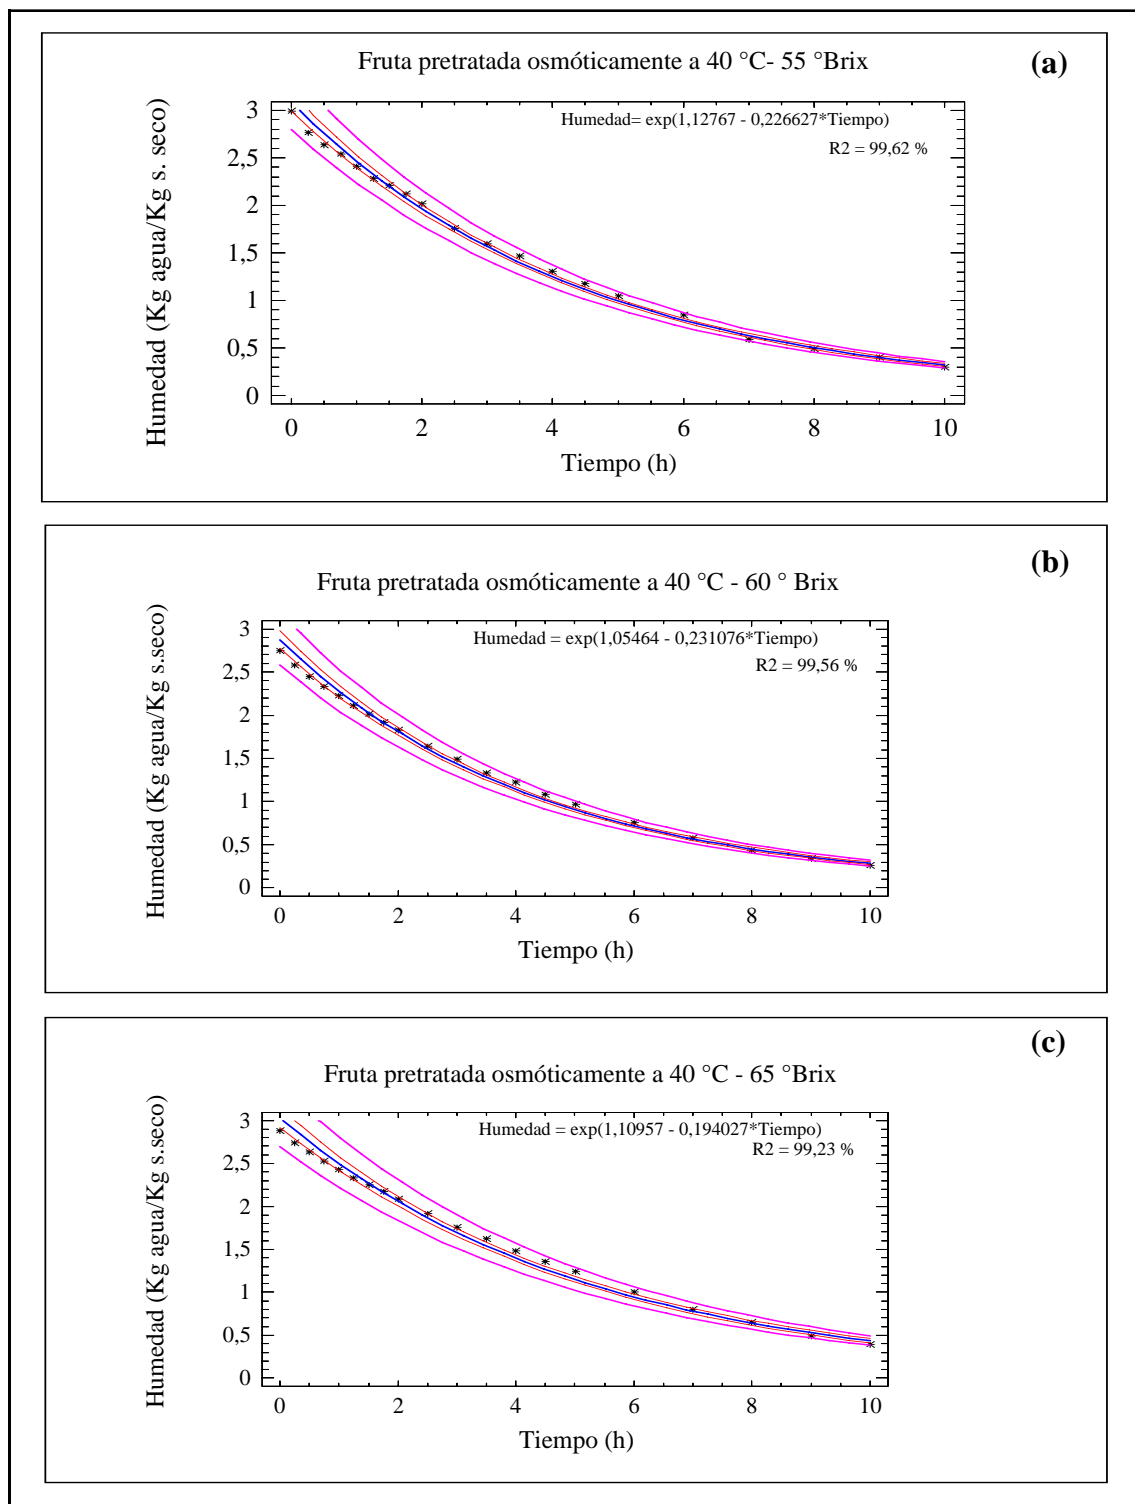 (a)
Fruta pretratada osmóticamente a 40 °C- 55 °Brix
Humedad= exp(1,12767 - 0,226627*Tiempo)
R2 = 99,62 %
Humedad (Kg agua/Kg s. seco)
3
2,5
2
1,5
1
0,5
0
0 2 4 6 8 10
Tiempo (h)
(b)
Fruta pretratada osmóticamente a 40 °C - 60 ° Brix
Humedad = exp(1,05464 - 0,231076*Tiempo)
R2 = 99,56 %
Humedad (Kg agua/Kg s.seco)
3
2,5
2
1,5
1
0,5
0
0 2 4 6 8 10
Tiempo (h)
(c)
Fruta pretratada osmóticamente a 40 °C - 65 °Brix
Humedad = exp(1,10957 - 0,194027*Tiempo)
R2 = 99,23 %
Humedad (Kg agua/Kg s.seco)
3
2,5
2
1,5
1
0,5
0
0 2 4 6 8 10
Tiempo (h)